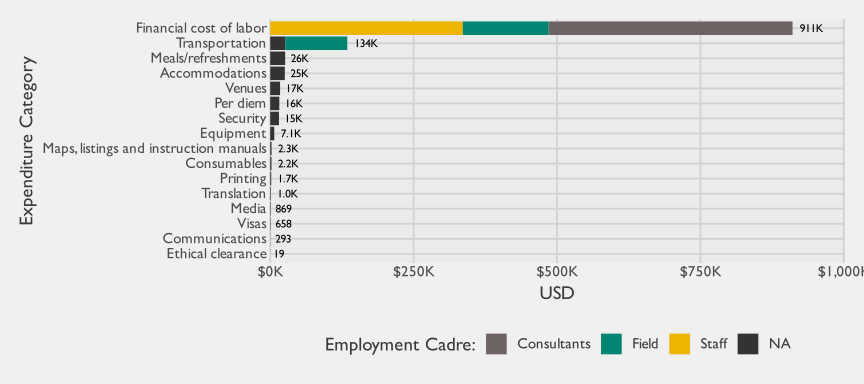 Financial cost of labor 911K
Transportation 134K
Meals/refreshments 26K
Accommodations 25K
Venues 17K
Per diem 16K
Security 15K
Equipment 7.1K
Maps, listings and instruction manuals 2.3K
Consumables 2.2K
Printing 1.7K
Translation 1.0K
Media 869
Visas 658
Communications 293
Ethical clearance 19
Expenditure Category
$0K $250K $500K $750K $1,000
USD
Employment Cadre: Consultants Field Staff NA